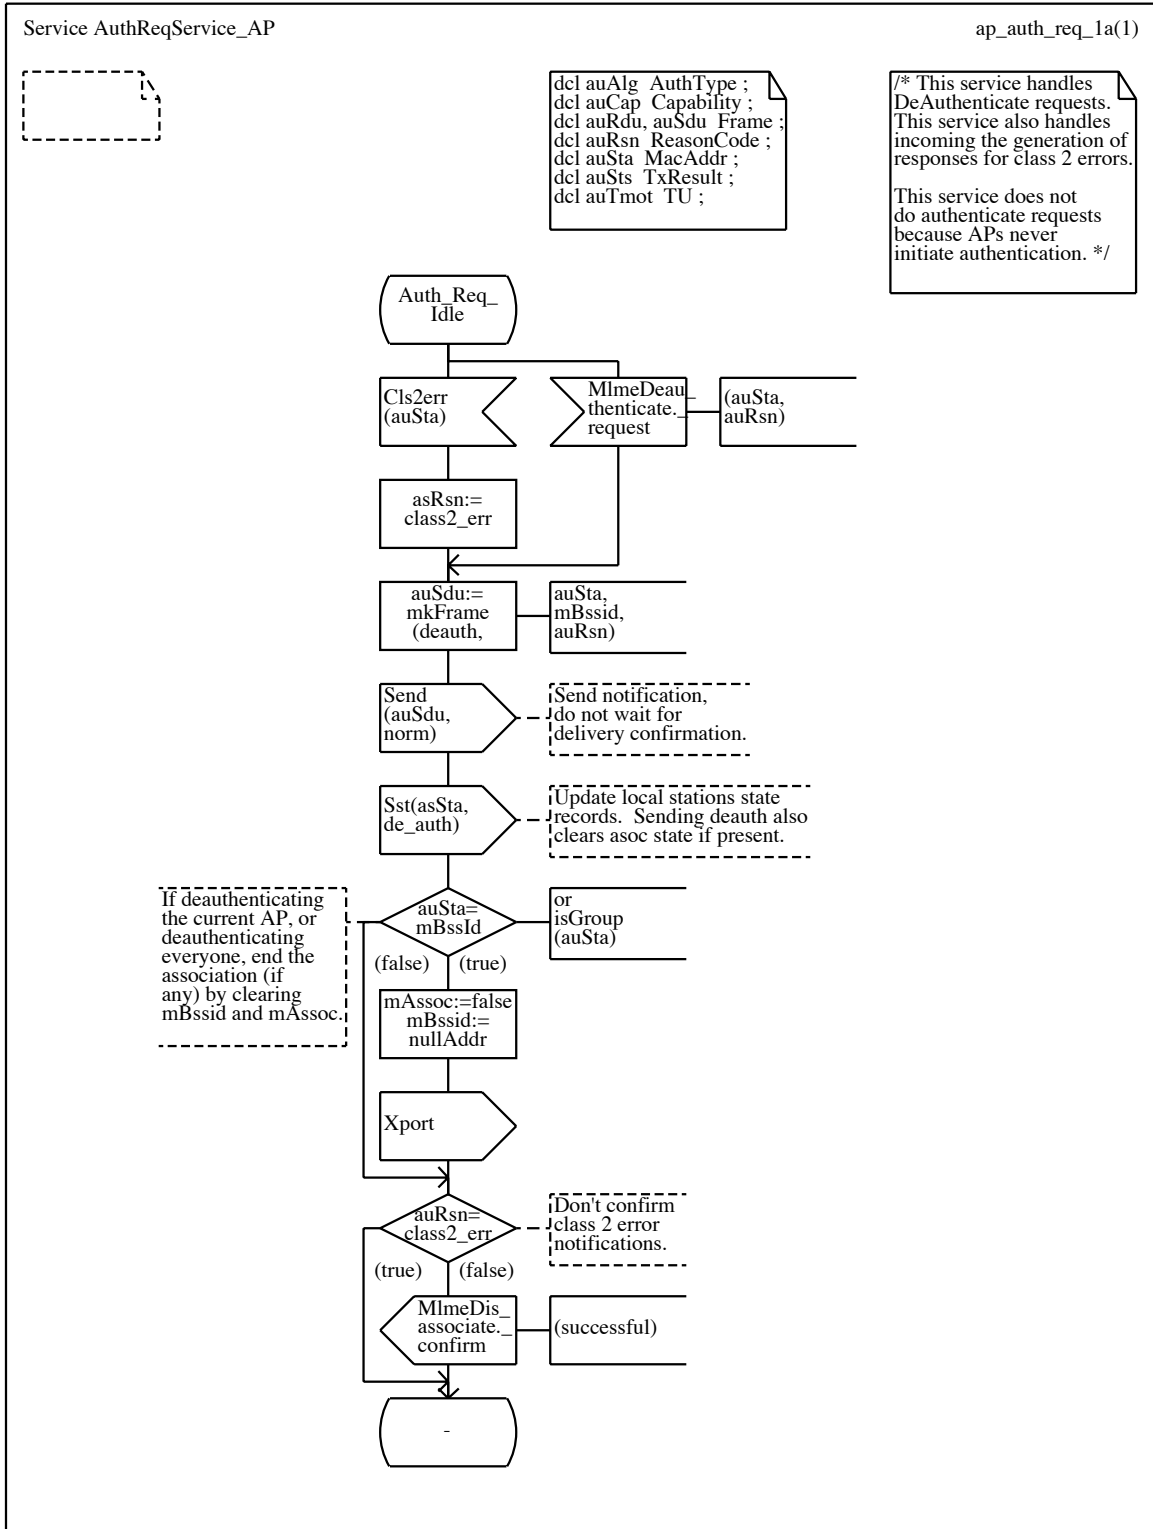 Service AuthReqService_AP
ap_auth_req_1a(1)
dcl auAlg AuthType ;
dcl auCap Capability ;
dcl auRdu, auSdu Frame ;
dcl auRsn ReasonCode ;
dcl auSta MacAddr ;
dcl auSts TxResult ;
dcl auTmot TU ;
/* This service handles
DeAuthenticate requests.
This service also handles
incoming the generation of
responses for class 2 errors.
This service does not
do authenticate requests
because APs never
initiate authentication. */
Auth_Req_
Idle
Cls2err
(auSta)
MlmeDeau_
thenticate._
request
(auSta,
auRsn)
asRsn:=
class2_err
auSdu:=
mkFrame
(deauth,
auSta,
mBssid,
auRsn)
Send
(auSdu,
norm)
Send notification,
do not wait for
delivery confirmation.
Sst(asSta,
de_auth)
Update local stations state
records. Sending deauth also
clears asoc state if present.
If deauthenticating
the current AP, or
deauthenticating
everyone, end the
association (if
any) by clearing
mBssid and mAssoc.
auSta=
mBssId
or
isGroup
(auSta)
(false)
(true)
mAssoc:=false
mBssid:=
nullAddr
Xport
auRsn=
class2_err
Don't confirm
class 2 error
notifications.
(true)
(false)
MlmeDis_
associate._
confirm
(successful)
-